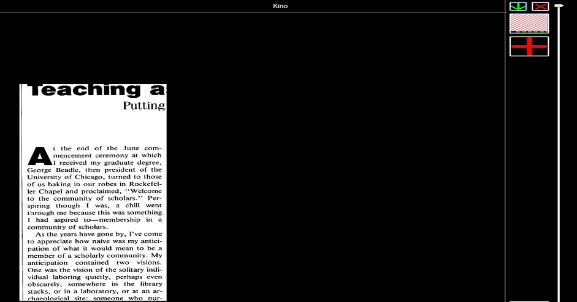 Kino
Teaching a
Putting
At the end of the June com-
mencement ceremony at which
I received my graduate degree,
George Beadle, then president of the
University of Chicago, turned to those
of us baking in our robes in Rockefel-
ler Chapel and proclaimed, "Welcome
to the community of scholars." Per-
spiring though I was, a chill went
through me because this was something
I had aspired to—membership in a
community of scholars.
As the years have gone by, I've come
to appreciate how naive was my antici-
pation of what it would mean to be a
member of a scholarly community. My
anticipation contained two visions.
One was the vision of the solitary indi-
vidual laboring quietly, perhaps even
obscurely, somewhere in the library
stacks, or in a laboratory, or at an ar-
chaeological site; someone who pur-